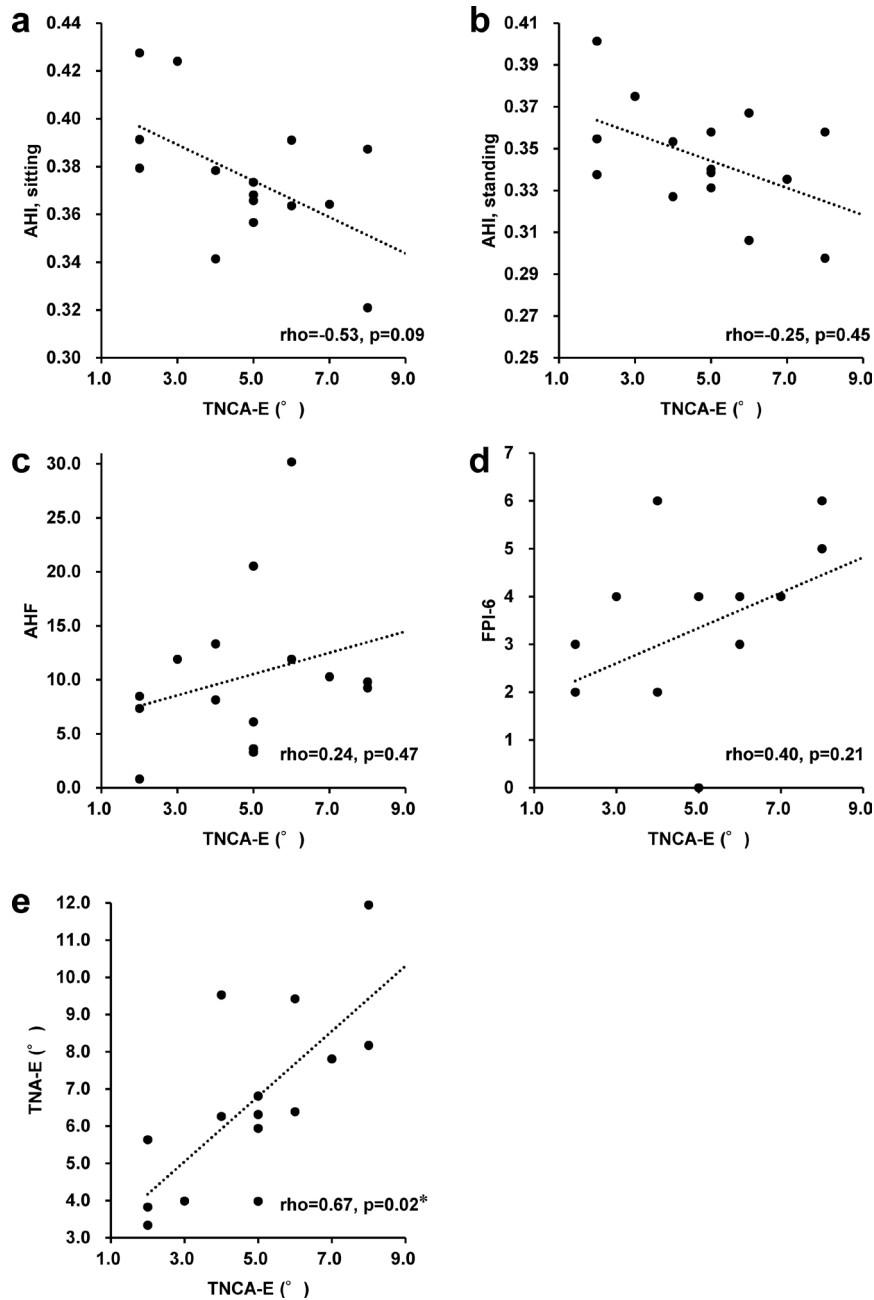 a
0.44
0.42
0.40
0.38
0.36
0.34
0.32
0.30
AHI, sitting
rho=-0.53, p=0.09
1.0 3.0 5.0 7.0 9.0
TNCA-E (° )
b
0.41
0.39
0.37
0.35
0.33
0.31
0.29
0.27
0.25
AHI, standing
rho=-0.25, p=0.45
1.0 3.0 5.0 7.0 9.0
TNCA-E (° )
c
30.0
25.0
20.0
15.0
10.0
5.0
0.0
AHF
rho=0.24, p=0.47
1.0 3.0 5.0 7.0 9.0
TNCA-E (° )
d
7
6
5
4
3
2
1
0
FPI-6
rho=0.40, p=0.21
1.0 3.0 5.0 7.0 9.0
TNCA-E (° )
e
12.0
11.0
10.0
9.0
8.0
7.0
6.0
5.0
4.0
3.0
TNA-E (° )
rho=0.67, p=0.02*
1.0 3.0 5.0 7.0 9.0
TNCA-E (° )